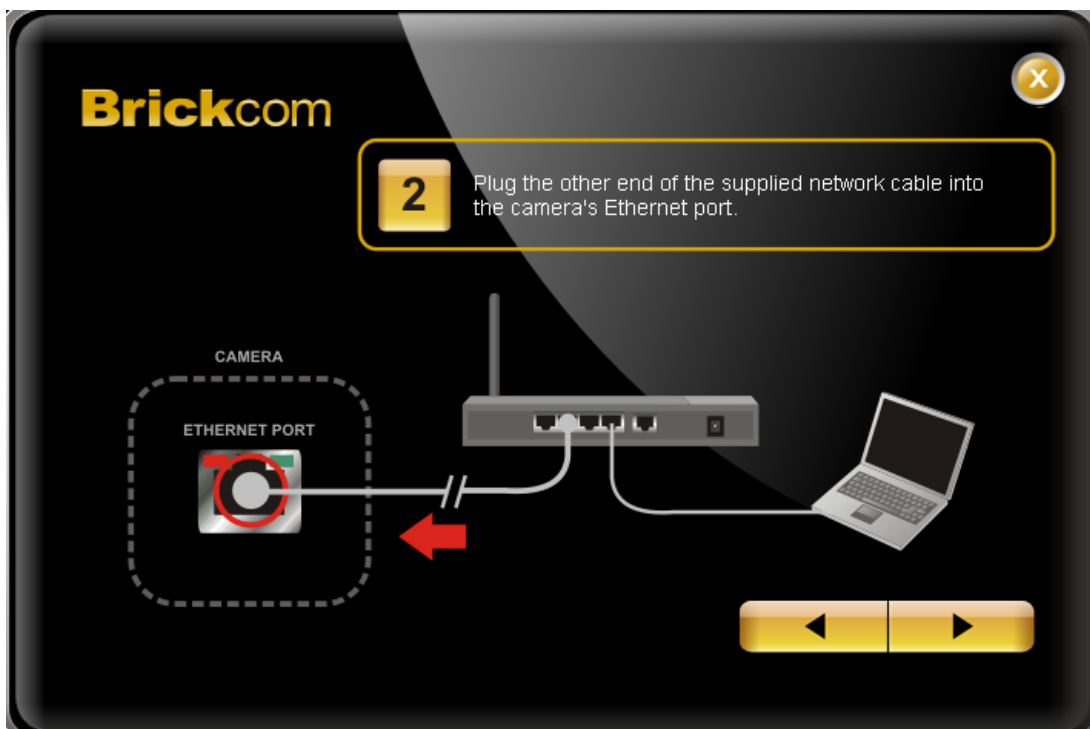 X
Brickcom
2
Plug the other end of the supplied network cable into
the camera's Ethernet port.
CAMERA
ETHERNET PORT